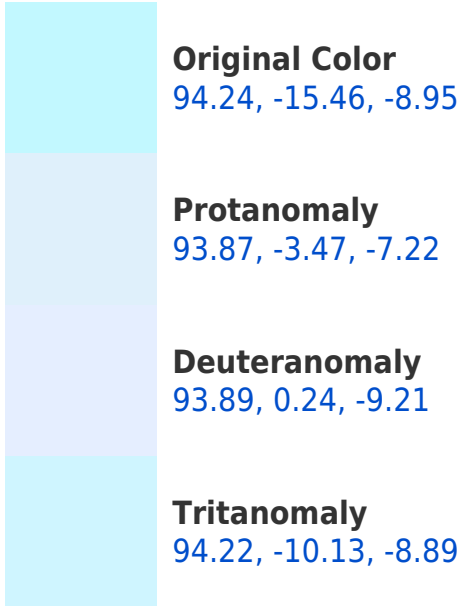 Original Color
94.24, -15.46, -8.95
Protanomaly
93.87, -3.47, -7.22
Deuteranomaly
93.89, 0.24, -9.21
Tritanomaly
94.22, -10.13, -8.89